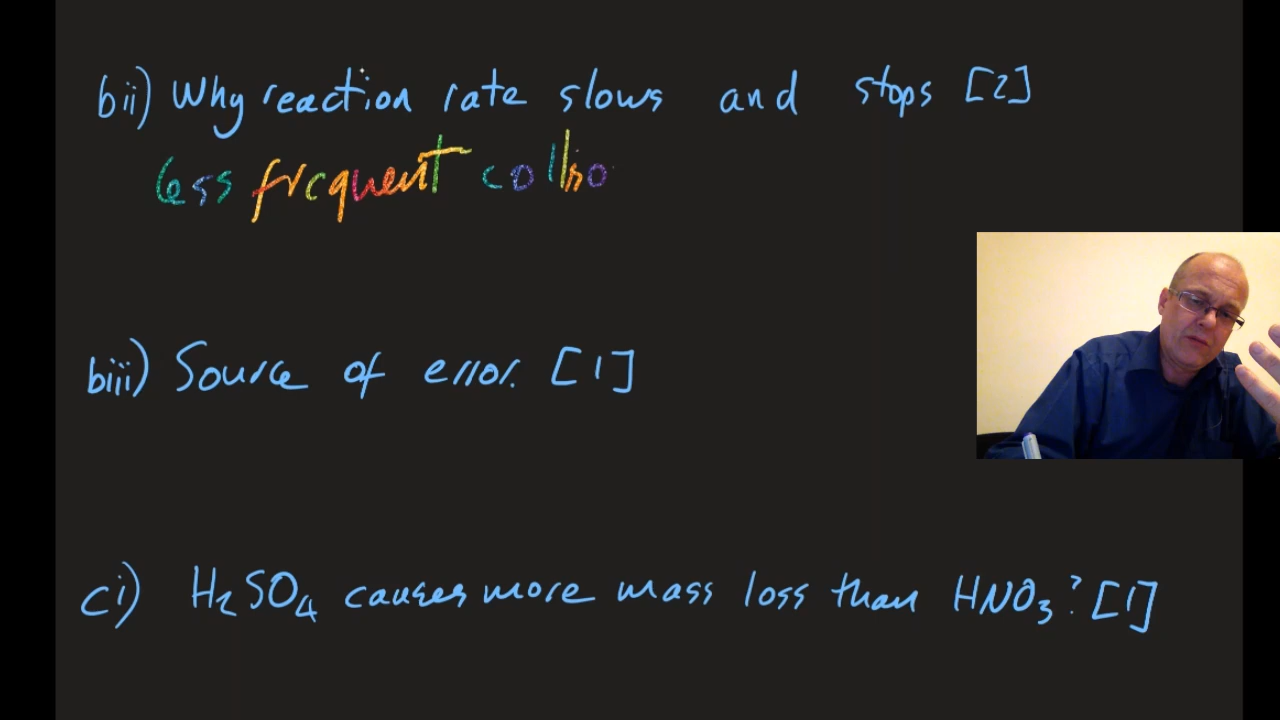 bii) Why reaction rate slows and stops [2]
less frequent collisio
biii) Source of error. [1]
ci) H₂SO₄ causes more mass loss than HNO₃? [1]